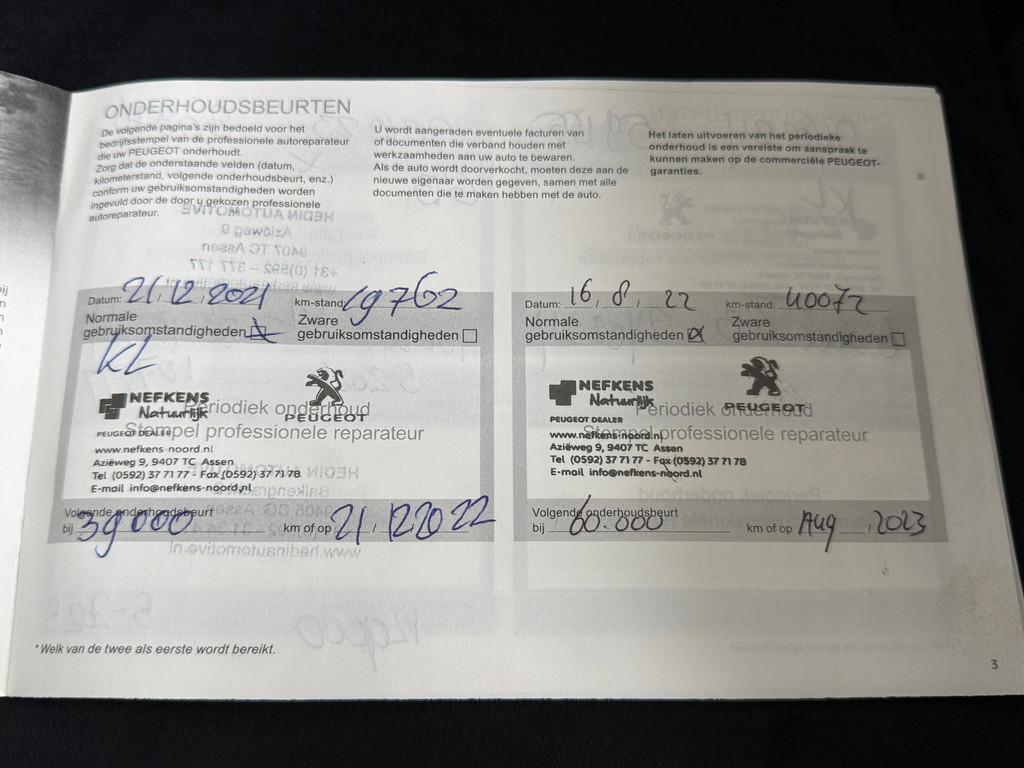 ONDERHOUDSBEURTEN
De volgende pagina's zijn bedoeld voor het
bedrijfsstempel van de professionele autoreparateur
die uw PEUGEOT onderhoudt.
Zorg dat de onderstaande velden (datum,
kilometerstand, volgende onderhoudsbeurt, enz.)
conform uw gebruiksomstandigheden worden
ingevuld door de door u gekozen professionele
autoreparateur.
U wordt aangeraden eventuele facturen van
of documenten die verband houden met
werkzaamheden aan uw auto te bewaren.
Als de auto wordt doorverkocht, moeten deze aan de
nieuwe eigenaar worden gegeven, samen met alle
documenten die te maken hebben met de auto.
Het laten uitvoeren van het periodieke
onderhoud is een vereiste om aanspraak te
kunnen maken op de commerciële PEUGEOT-
garanties.
Datum: 21, 12, 2021 km-stand: 19762
Normale
gebruiksomstandigheden
Zware
gebruiksomstandigheden
KL
NEFKENS
Natuurlijk
PEUGEOT DEALER
PEUGEOT
Periodiek onderhoud
Stempel professionele reparateur
www.nefkens-noord.nl
Aziëweg 9, 9407 TC Assen
Tel (0592) 37 71 77 - Fax (0592) 37 71 78
E-mail info@nefkens-noord.nl
Volgende onderhoudsbeurt
bij 39000 km of op 21 / 12 2022
Datum: 16, 8, 22 km-stand: 40072
Normale
gebruiksomstandigheden
Zware
gebruiksomstandigheden
NEFKENS
Natuurlijk
PEUGEOT DEALER
PEUGEOT
Periodiek onderhoud
Stempel professionele reparateur
www.nefkens-noord.nl
Aziëweg 9, 9407 TC Assen
Tel (0592) 37 71 77 - Fax (0592) 37 71 78
E-mail info@nefkens-noord.nl
Volgende onderhoudsbeurt
bij 60.000 km of op Aug , 2023
* Welk van de twee als eerste wordt bereikt.
3